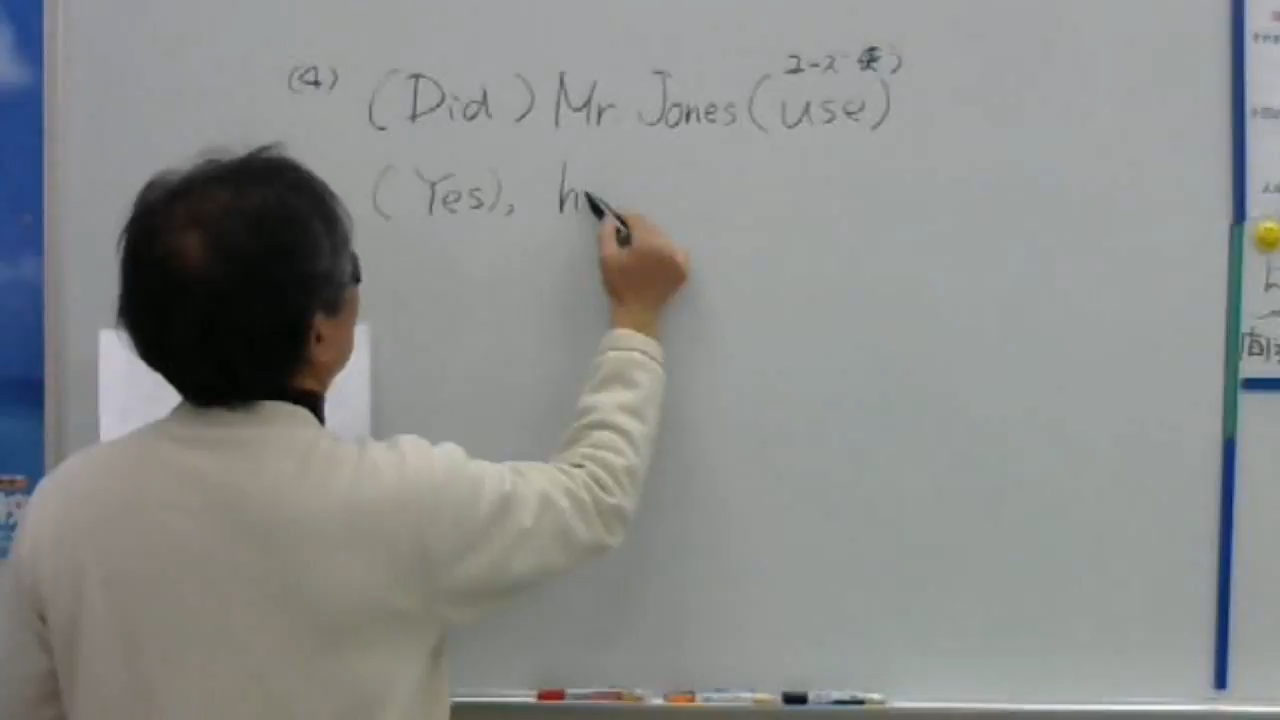 (4) (Did) Mr Jones (use)
(Yes), h